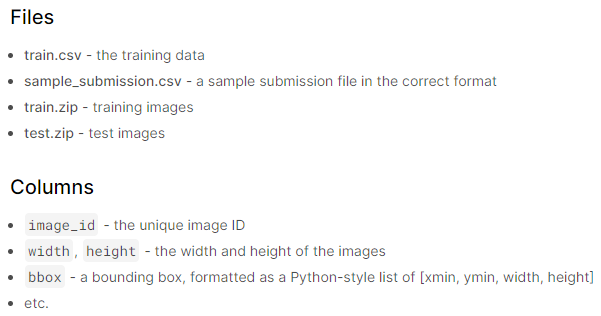 Files
• train.csv - the training data
• sample_submission.csv - a sample submission file in the correct format
• train.zip - training images
• test.zip - test images
Columns
• image_id - the unique image ID
• width, height - the width and height of the images
• bbox - a bounding box, formatted as a Python-style list of [xmin, ymin, width, height]
• etc.